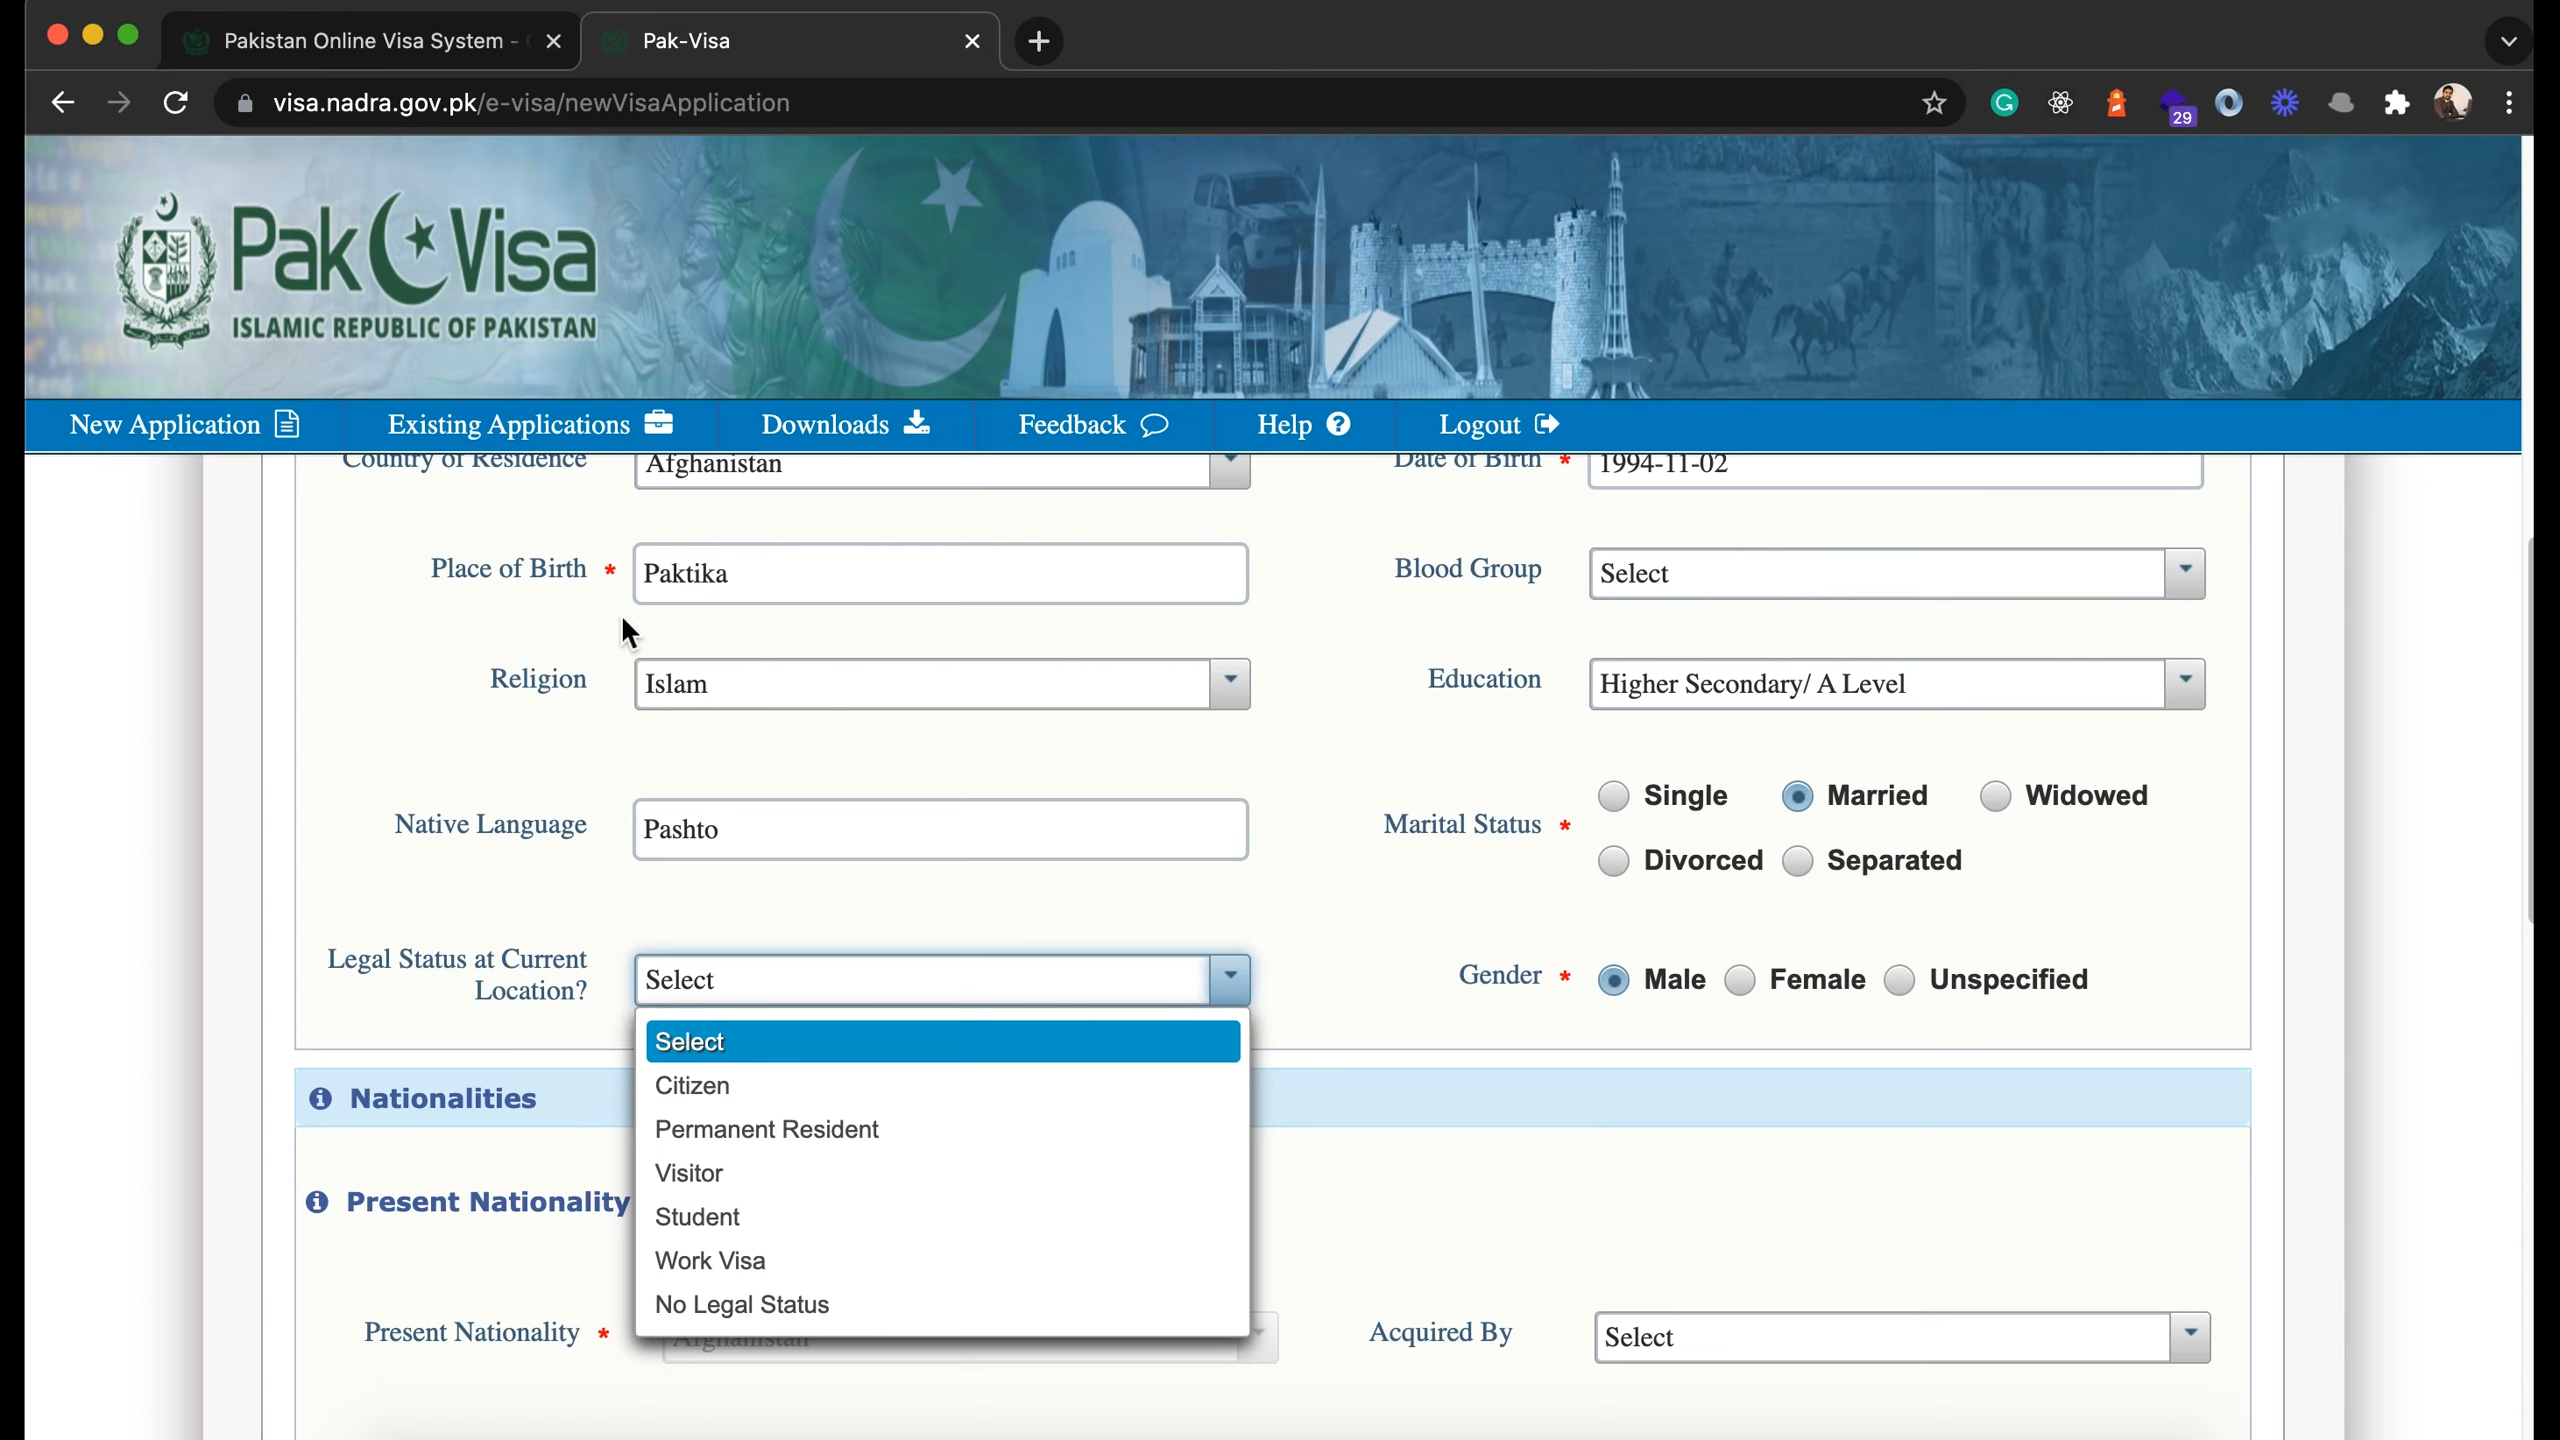 Pakistan Online Visa System -
Pak-Visa
visa.nadra.gov.pk/e-visa/newVisaApplication
29
Pak Visa
ISLAMIC REPUBLIC OF PAKISTAN
New Application
Existing Applications
Downloads
Feedback
Help
Logout
Country of Residence
Afghanistan
Date of Birth *
1994-11-02
Place of Birth *
Paktika
Blood Group
Select
Religion
Islam
Education
Higher Secondary/ A Level
Native Language
Pashto
Marital Status *
Single
Married
Widowed
Divorced
Separated
Legal Status at Current
Location?
Select
Gender *
Male
Female
Unspecified
Select
Citizen
Permanent Resident
Visitor
Student
Work Visa
No Legal Status
Nationalities
Present Nationality
Present Nationality *
Afghanistan
Acquired By
Select